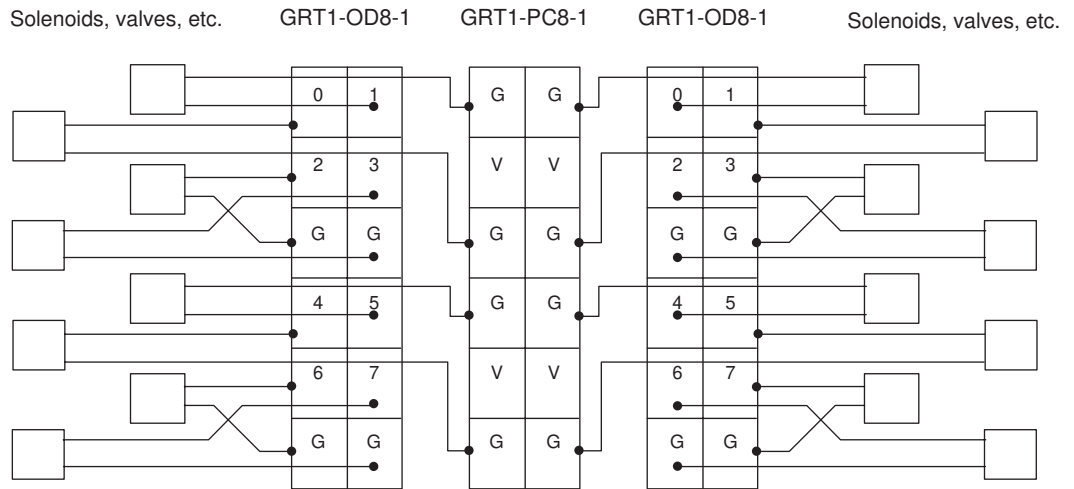 Solenoids, valves, etc. GRT1-OD8-1 GRT1-PC8-1 GRT1-OD8-1 Solenoids, valves, etc.
0 1 G G 0 1
2 3 V V 2 3
G G G G G G
4 5 G G 4 5
6 7 V V 6 7
G G G G G G